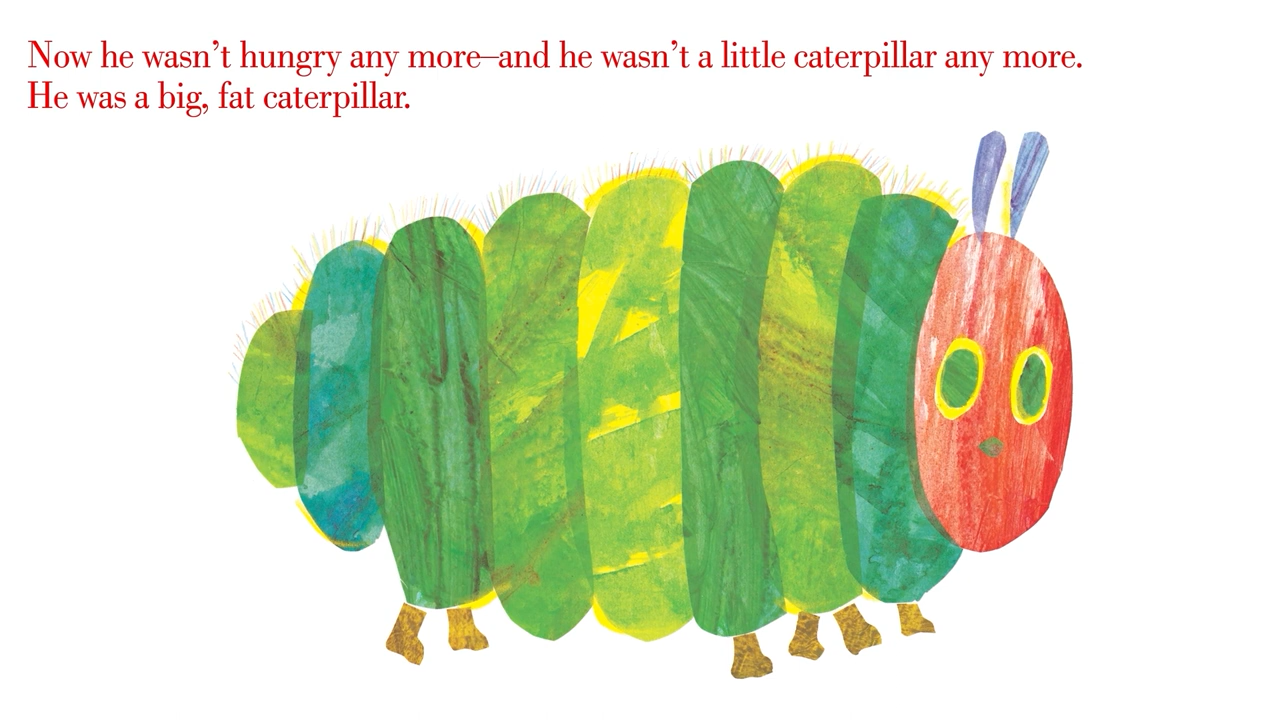 Now he wasn’t hungry any more–and he wasn’t a little caterpillar any more.
He was a big, fat caterpillar.